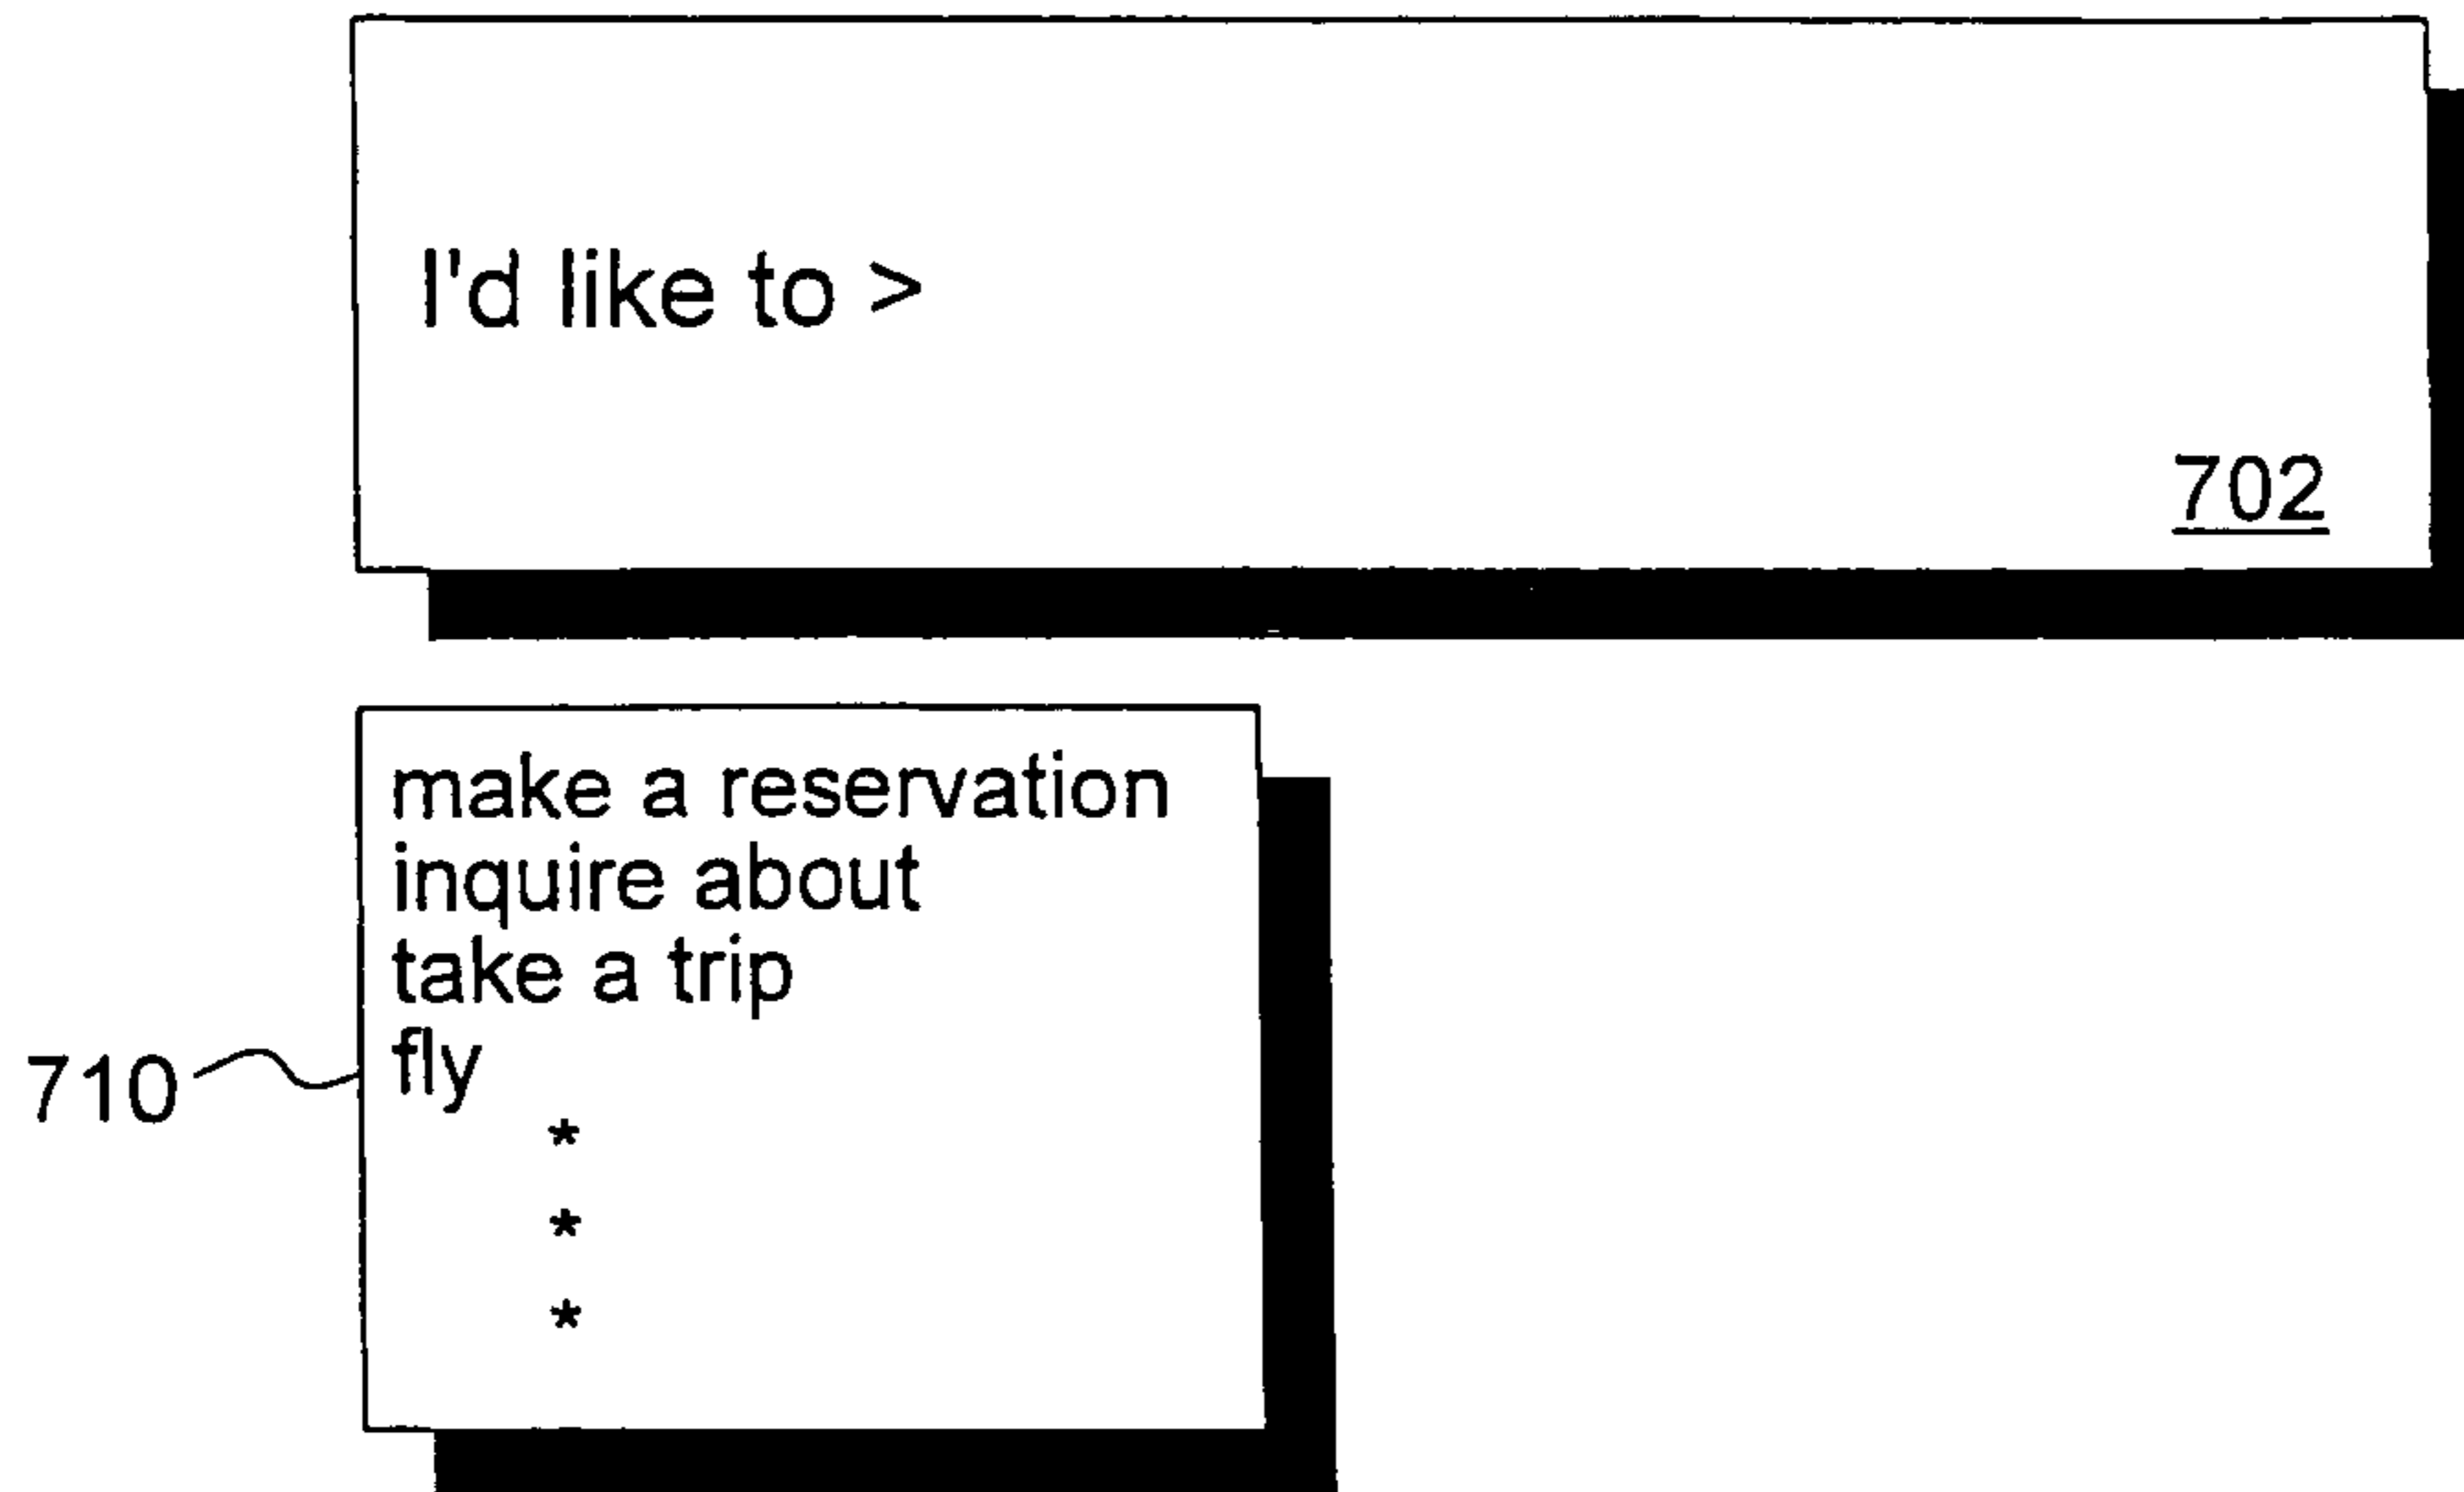 I'd like to >
702
make a reservation
inquire about
take a trip
fly
710
*
*
*